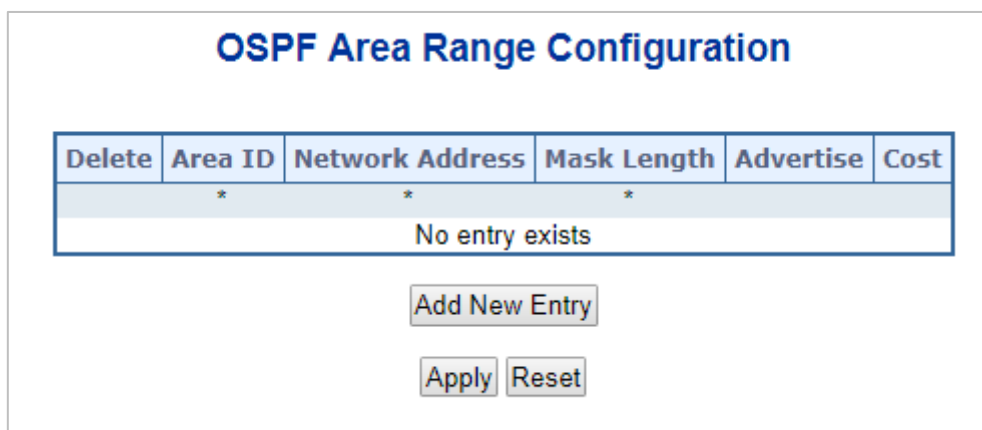 OSPF Area Range Configuration
Delete Area ID Network Address Mask Length Advertise Cost
* * *
No entry exists
Add New Entry
Apply Reset